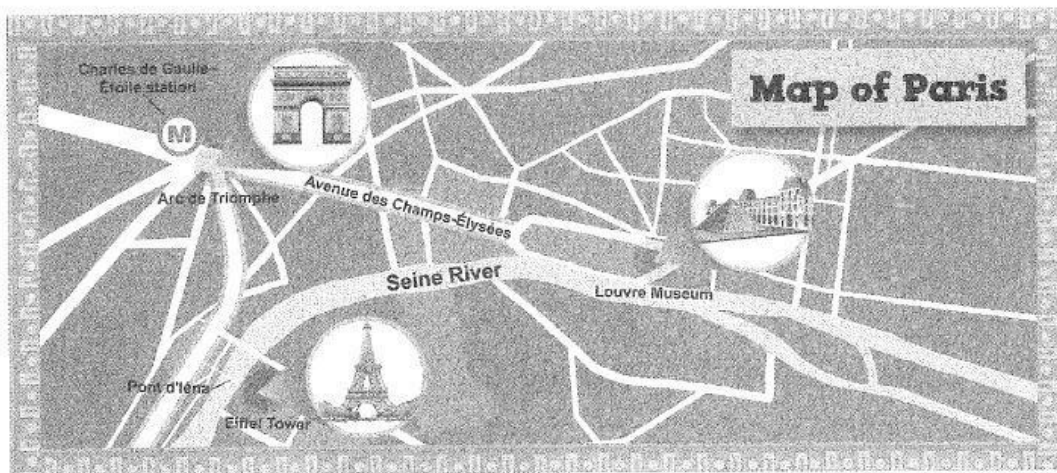 Map of Paris
Charles de Gaulle–
Étoile station
M
Arc de Triomphe
Avenue des Champs-Élysées
Seine River
Louvre Museum
Pont d'Iéna
Eiffel Tower